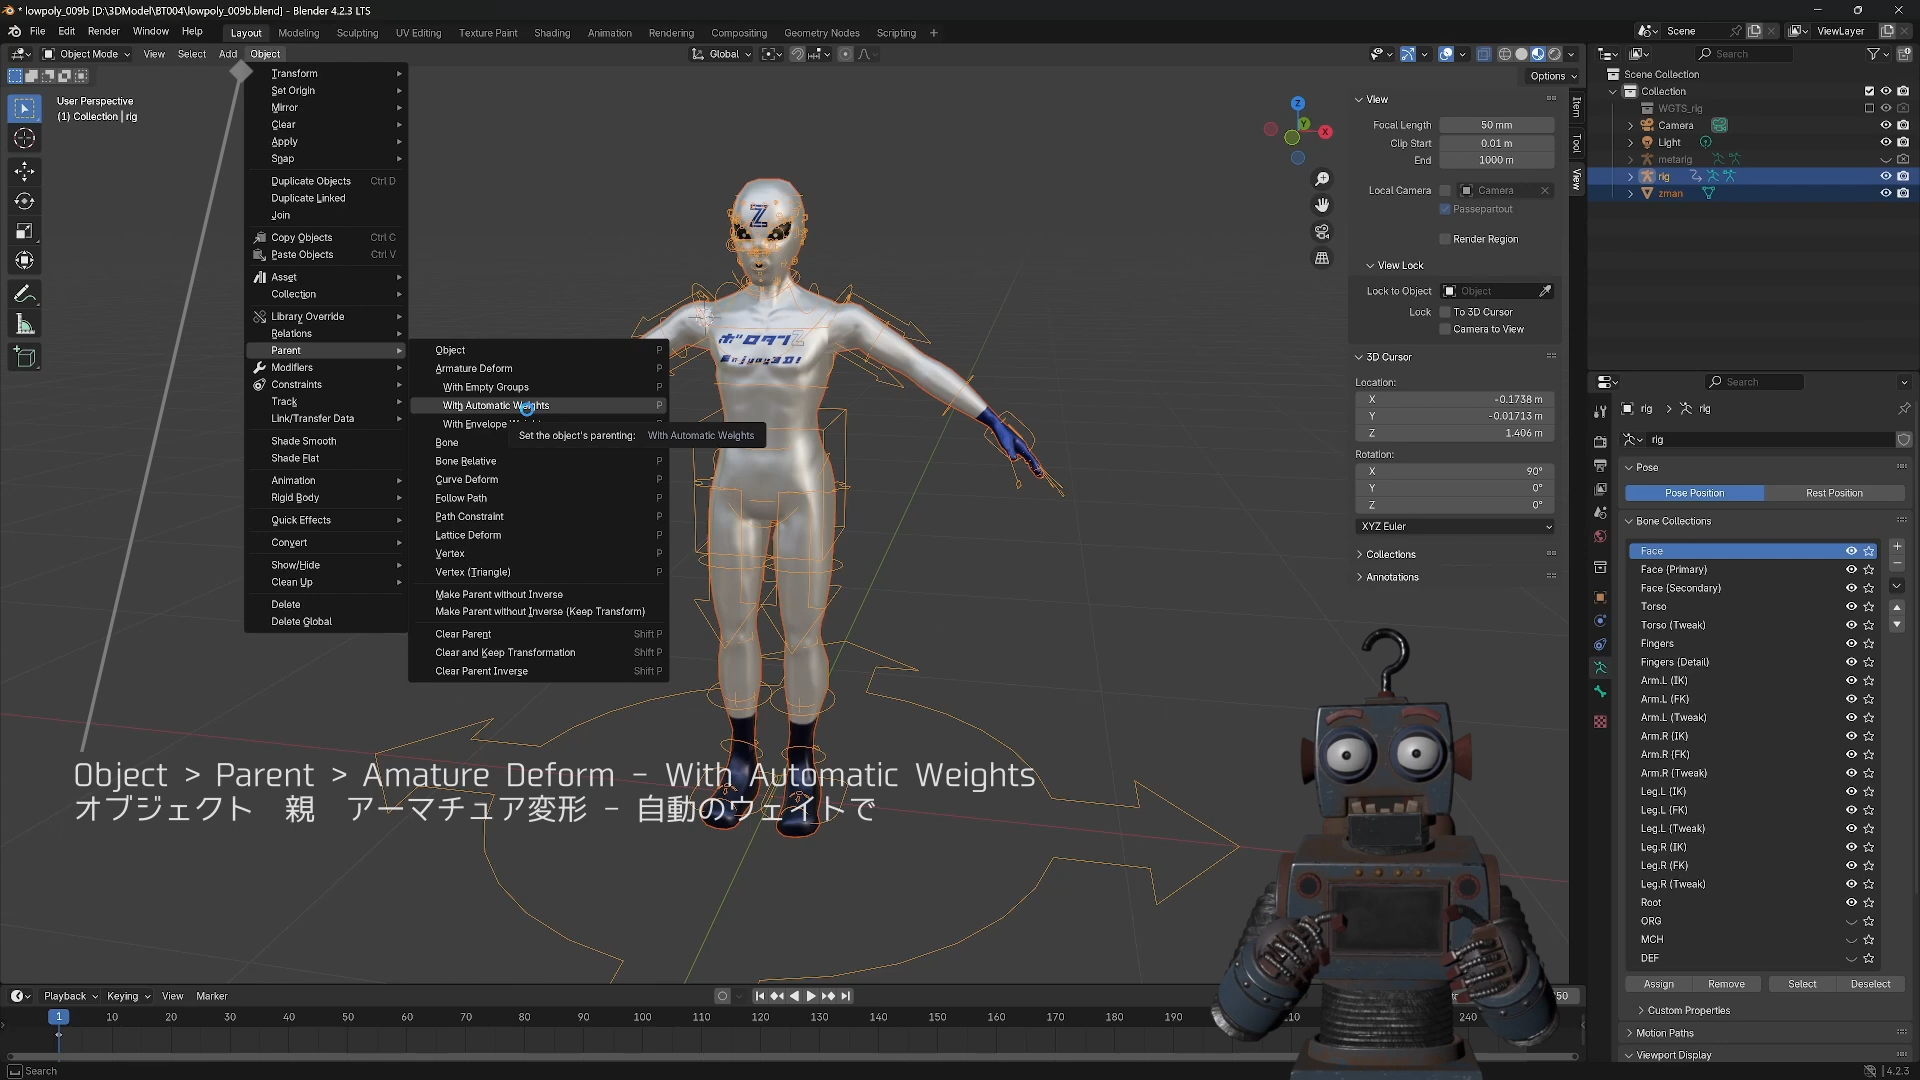 * lowpoly_009b [D:\3DModel\BT004\lowpoly_009b.blend] - Blender 4.2.3 LTS
File Edit Render Window Help Layout Modeling Sculpting UV Editing Texture Paint Shading Animation Rendering Compositing Geometry Nodes Scripting + Scene ViewLayer
Object Mode View Select Add Object Global Search
Options
User Perspective
(1) Collection | rig
Transform
Set Origin
Mirror
Clear
Apply
Snap
Duplicate Objects Ctrl D
Duplicate Linked
Join
Copy Objects Ctrl C
Paste Objects Ctrl V
Asset
Collection
Library Override
Relations
Parent
Modifiers
Constraints
Track
Link/Transfer Data
Shade Smooth
Shade Flat
Animation
Rigid Body
Quick Effects
Convert
Show/Hide
Clean Up
Delete
Delete Global
Object P
Armature Deform P
With Empty Groups P
With Automatic Weights P
With Envelope
Bone
Bone Relative P
Curve Deform P
Follow Path P
Path Constraint P
Lattice Deform P
Vertex P
Vertex (Triangle) P
Make Parent without Inverse
Make Parent without Inverse (Keep Transform)
Clear Parent Shift P
Clear and Keep Transformation Shift P
Clear Parent Inverse Shift P
Set the object's parenting: With Automatic Weights
Z
ボロタンZ
Enjoy3D!
Z
Y
X
View
Focal Length 50 mm
Clip Start 0.01 m
End 1000 m
Local Camera Camera
Passepartout
Render Region
View Lock
Lock to Object Object
Lock To 3D Cursor
Camera to View
3D Cursor
Location:
X -0.1738 m
Y -0.01713 m
Z 1.406 m
Rotation:
X 90°
Y 0°
Z 0°
XYZ Euler
Collections
Annotations
Item
Tool
View
Scene Collection
Collection
WGTS_rig
Camera
Light
metarig
rig
zman
Search
rig > rig
rig
Pose
Pose Position Rest Position
Bone Collections
Face
Face (Primary)
Face (Secondary)
Torso
Torso (Tweak)
Fingers
Fingers (Detail)
Arm.L (IK)
Arm.L (FK)
Arm.L (Tweak)
Arm.R (IK)
Arm.R (FK)
Arm.R (Tweak)
Leg.L (IK)
Leg.L (FK)
Leg.L (Tweak)
Leg.R (IK)
Leg.R (FK)
Leg.R (Tweak)
Root
ORG
MCH
DEF
Assign Remove Select Deselect
Custom Properties
Motion Paths
Viewport Display
Object > Parent > Amature Deform - With Automatic Weights
オブジェクト 親 アーマチュア変形 - 自動のウェイトで
Playback Keying View Marker 50
1 10 20 30 40 50 60 70 80 90 100 110 120 130 140 150 160 170 180 190 200 10 240
Search 4.2.3